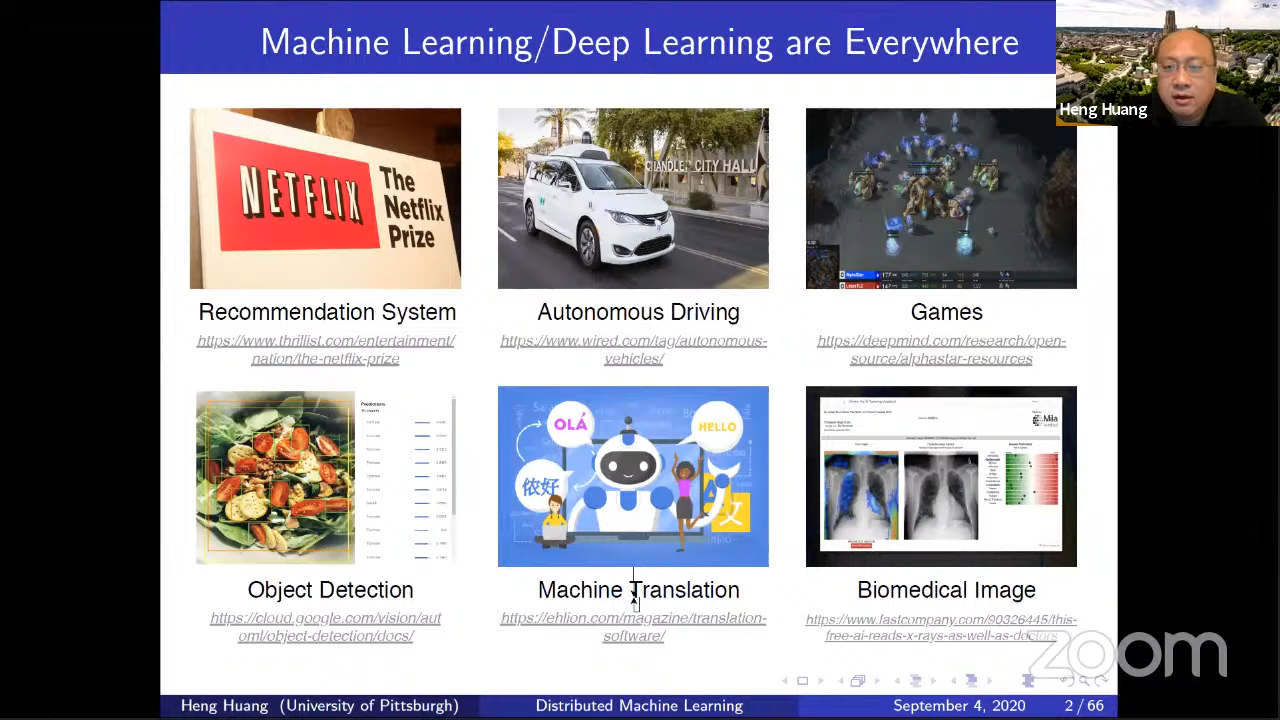 Machine Learning/Deep Learning are Everywhere
Heng Huang
NETFLIX
The
Netflix
Prize
CHANDLER CITY HALL
Recommendation System
Autonomous Driving
Games
https://www.thrillist.com/entertainment/
nation/the-netflix-prize
https://www.wired.com/tag/autonomous-
vehicles/
https://deepmind.com/research/open-
source/alphastar-resources
OLÁ
HELLO
依好
文
Mila
Object Detection
Machine Translation
Biomedical Image
https://cloud.google.com/vision/aut
oml/object-detection/docs/
https://ehlion.com/magazine/translation-
software/
https://www.fastcompany.com/90326445/this-
free-ai-reads-x-rays-as-well-as-doctors
zoom
Heng Huang (University of Pittsburgh)
Distributed Machine Learning
September 4, 2020
2 / 66